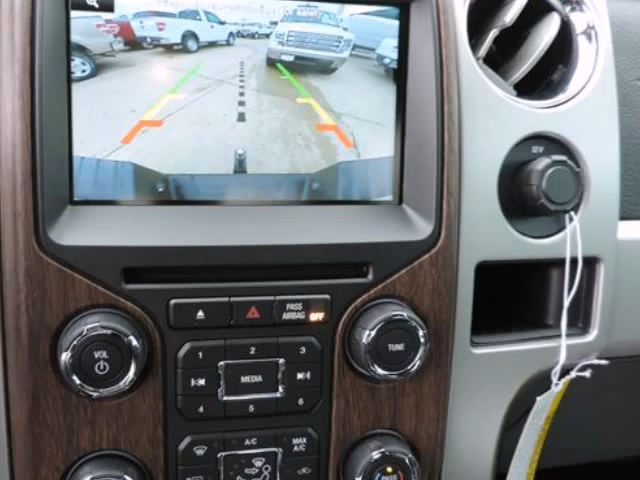 12V
PASS
AIRBAG OFF
VOL
TUNE
1 2 3
MEDIA
4 5 6
A/C
MAX
A/C